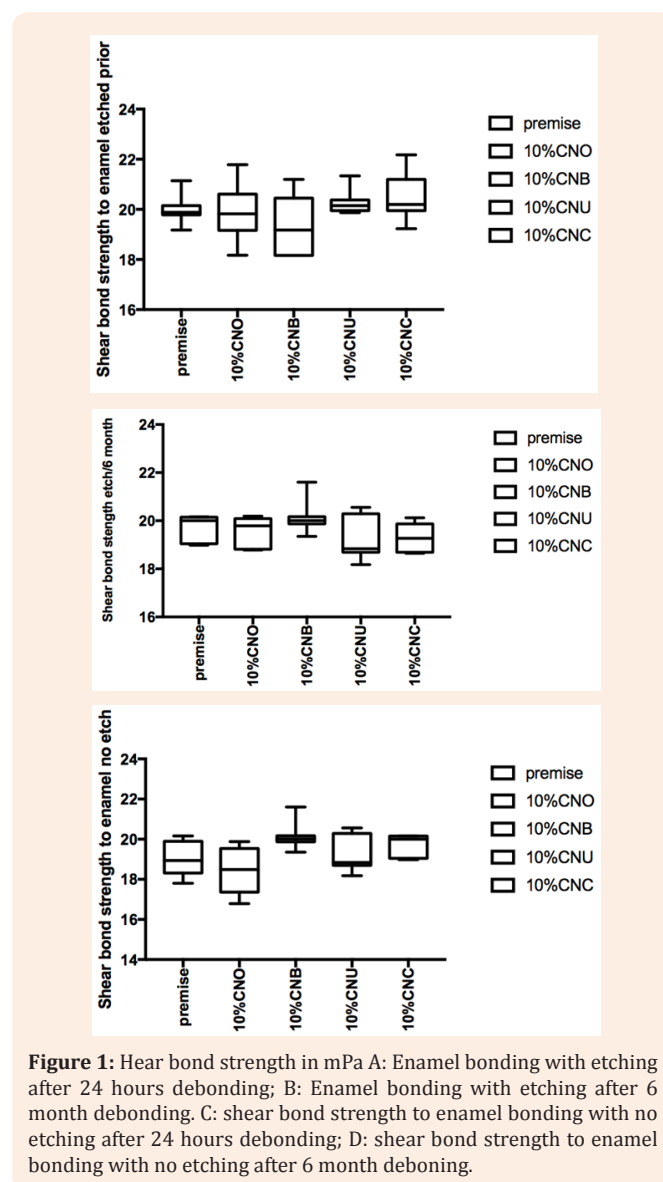 Shear bond strength to enamel etched prior
24
22
20
18
16
premise
10%CNO
10%CNB
10%CNU
10%CNC
premise
10%CNO
10%CNB
10%CNU
10%CNC
Shear bond stength etch/6 month
24
22
20
18
16
premise
10%CNO
10%CNB
10%CNU
10%CNC
premise
10%CNO
10%CNB
10%CNU
10%CNC
Shear bond strength to enamel no etch
24
22
20
18
16
14
premise
10%CNO
10%CNB
10%CNU
10%CNC
premise
10%CNO
10%CNB
10%CNU
10%CNC
Figure 1: Hear bond strength in mPa A: Enamel bonding with etching
after 24 hours debonding; B: Enamel bonding with etching after 6
month debonding. C: shear bond strength to enamel bonding with no
etching after 24 hours debonding; D: shear bond strength to enamel
bonding with no etching after 6 month deboning.